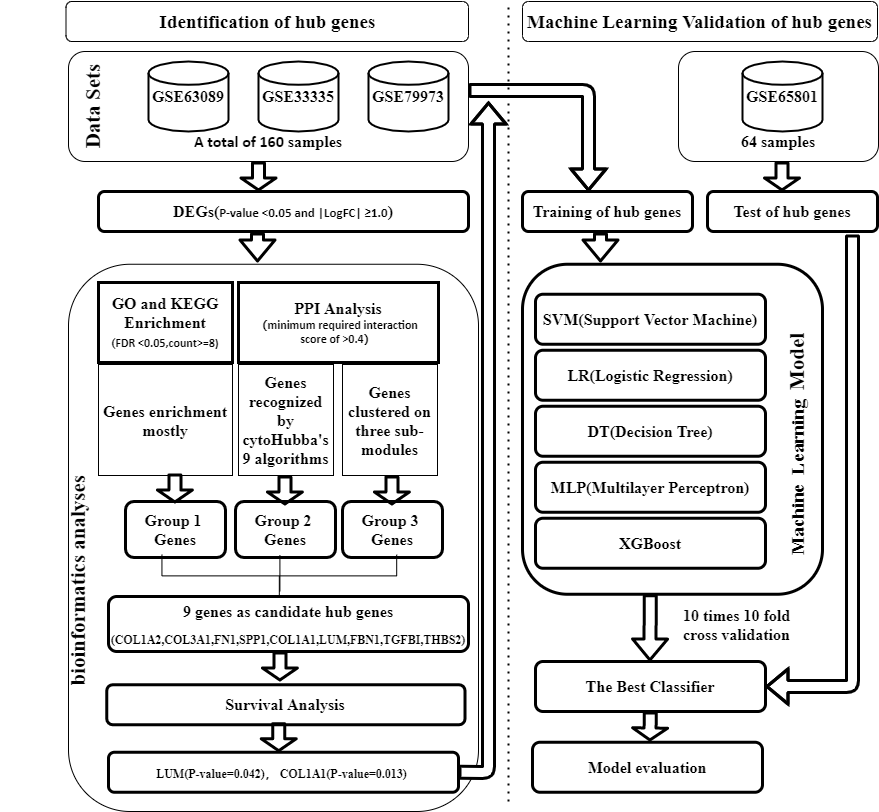 Identification of hub genes
Data Sets
GSE63089
GSE33335
GSE79973
A total of 160 samples
DEGs(P-value <0.05 and |LogFC| ≥1.0)
bioinformatics analyses
GO and KEGG
Enrichment
(FDR <0.05,count>=8)
PPI Analysis
(minimum required interaction
score of >0.4)
Genes enrichment
mostly
Genes
recognized
by
cytoHubba's
9 algorithms
Genes
clustered on
three sub-
modules
Group 1
Genes
Group 2
Genes
Group 3
Genes
9 genes as candidate hub genes
(COL1A2,COL3A1,FN1,SPP1,COL1A1,LUM,FBN1,TGFBI,THBS2)
Survival Analysis
LUM(P-value=0.042), COL1A1(P-value=0.013)
Machine Learning Validation of hub genes
GSE65801
64 samples
Training of hub genes
Test of hub genes
Machine Learning Model
SVM(Support Vector Machine)
LR(Logistic Regression)
DT(Decision Tree)
MLP(Multilayer Perceptron)
XGBoost
10 times 10 fold
cross validation
The Best Classifier
Model evaluation